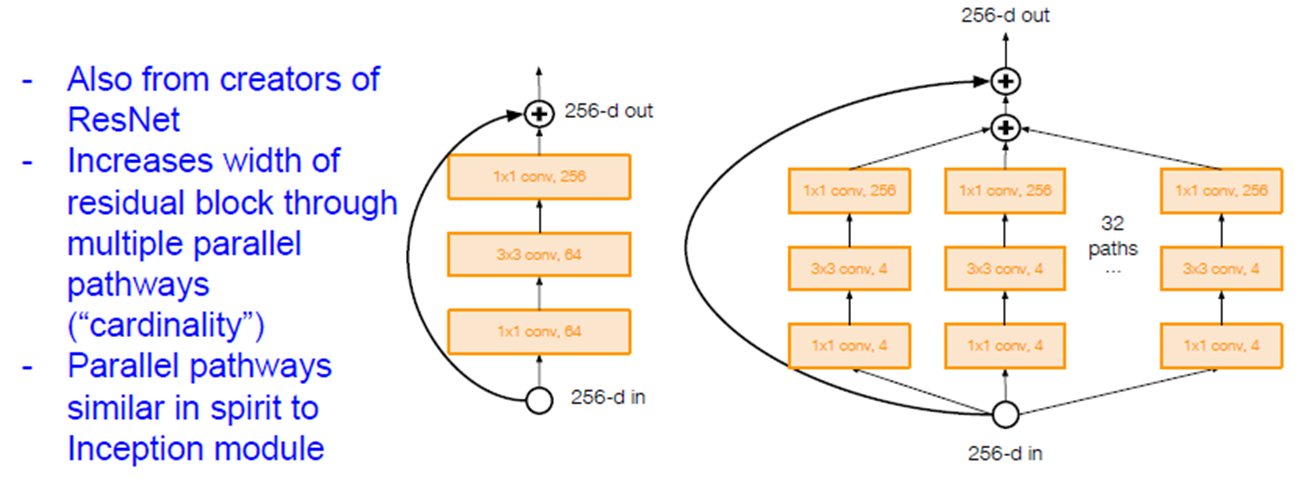 - Also from creators of
ResNet
- Increases width of
residual block through
multiple parallel
pathways
("cardinality")
- Parallel pathways
similar in spirit to
Inception module
256-d out
1x1 conv, 256
3x3 conv, 64
1x1 conv, 64
256-d in
256-d out
1x1 conv, 256
1x1 conv, 256
1x1 conv, 256
32
paths
...
3x3 conv, 4
3x3 conv, 4
3x3 conv, 4
1x1 conv, 4
1x1 conv, 4
1x1 conv, 4
256-d in